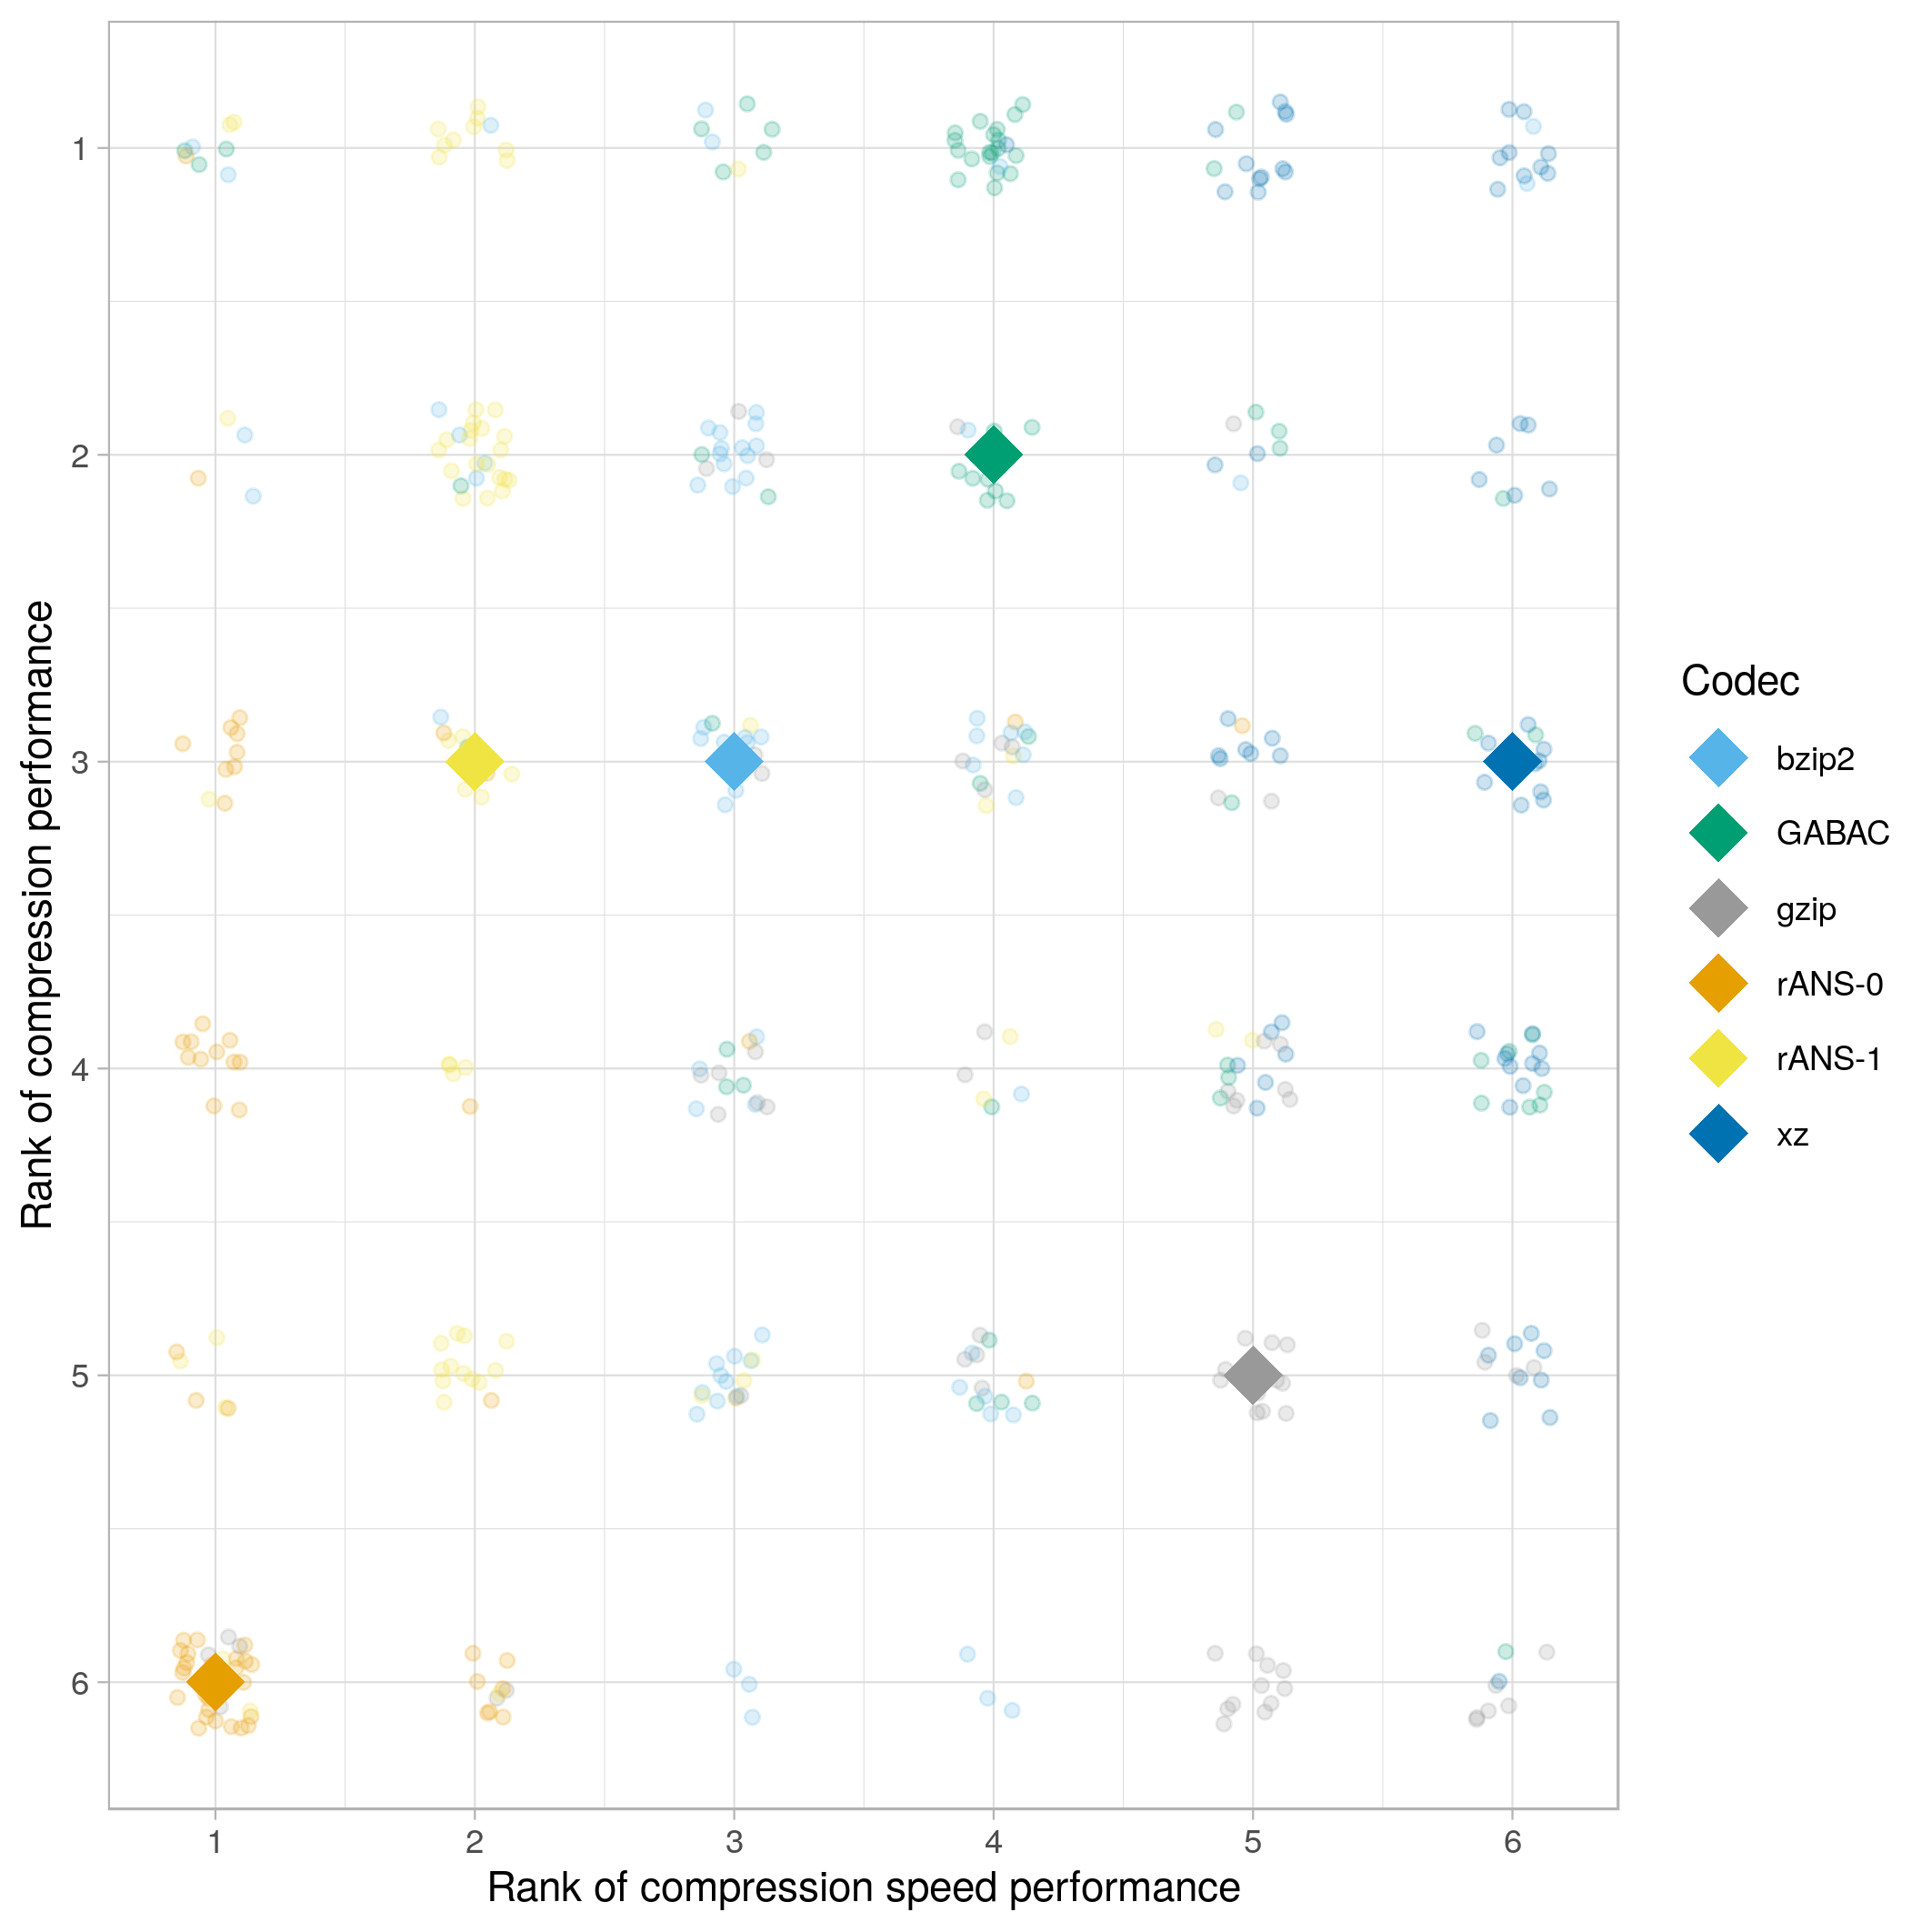 Rank of compression performance
1
2
3
4
5
6
1 2 3 4 5 6
Rank of compression speed performance
Codec
bzip2
GABAC
gzip
rANS-0
rANS-1
xz